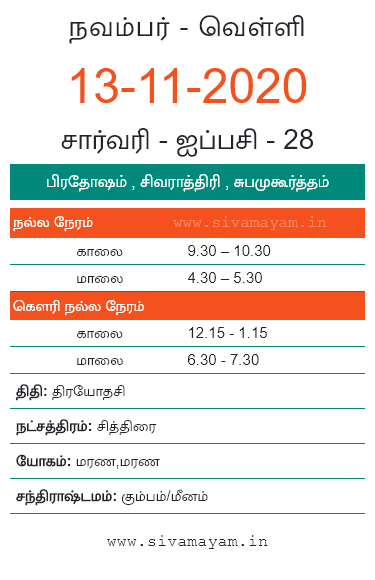 நவம்பர் - வெள்ளி
13-11-2020
சார்வரி - ஐப்பசி - 28
பிரதோஷம் , சிவராத்திரி , சுபமுகூர்த்தம்
நல்ல நேரம் www.sivamayam.in
காலை 9.30 – 10.30
மாலை 4.30 – 5.30
கௌரி நல்ல நேரம்
காலை 12.15 - 1.15
மாலை 6.30 - 7.30
திதி: திரயோதசி
நட்சத்திரம்: சித்திரை
யோகம்: மரண,மரண
சந்திராஷ்டமம்: கும்பம்/மீனம்
www.sivamayam.in